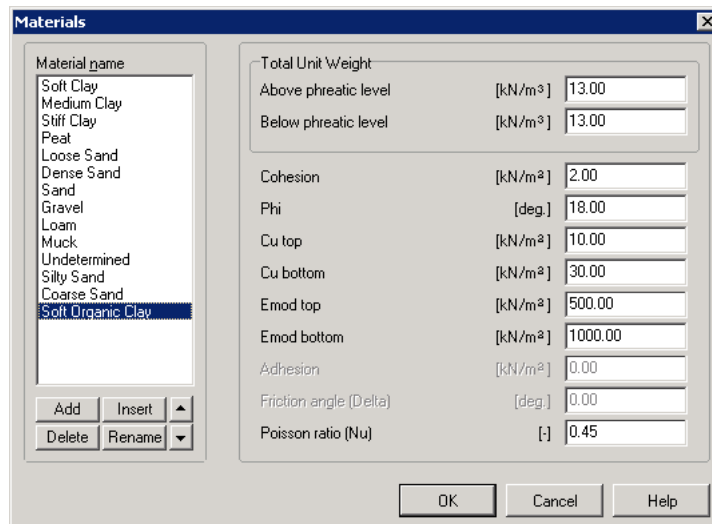 Materials
Material name
Soft Clay
Medium Clay
Stiff Clay
Peat
Loose Sand
Dense Sand
Sand
Gravel
Loam
Muck
Undetermined
Silty Sand
Coarse Sand
Soft Organic Clay
Add Insert
Delete Rename
Total Unit Weight
Above phreatic level [kN/m³] 13.00
Below phreatic level [kN/m³] 13.00
Cohesion [kN/m²] 2.00
Phi [deg.] 18.00
Cu top [kN/m²] 10.00
Cu bottom [kN/m²] 30.00
Emod top [kN/m²] 500.00
Emod bottom [kN/m²] 1000.00
Adhesion [kN/m²] 0.00
Friction angle (Delta) [deg.] 0.00
Poisson ratio (Nu) [-] 0.45
OK Cancel Help